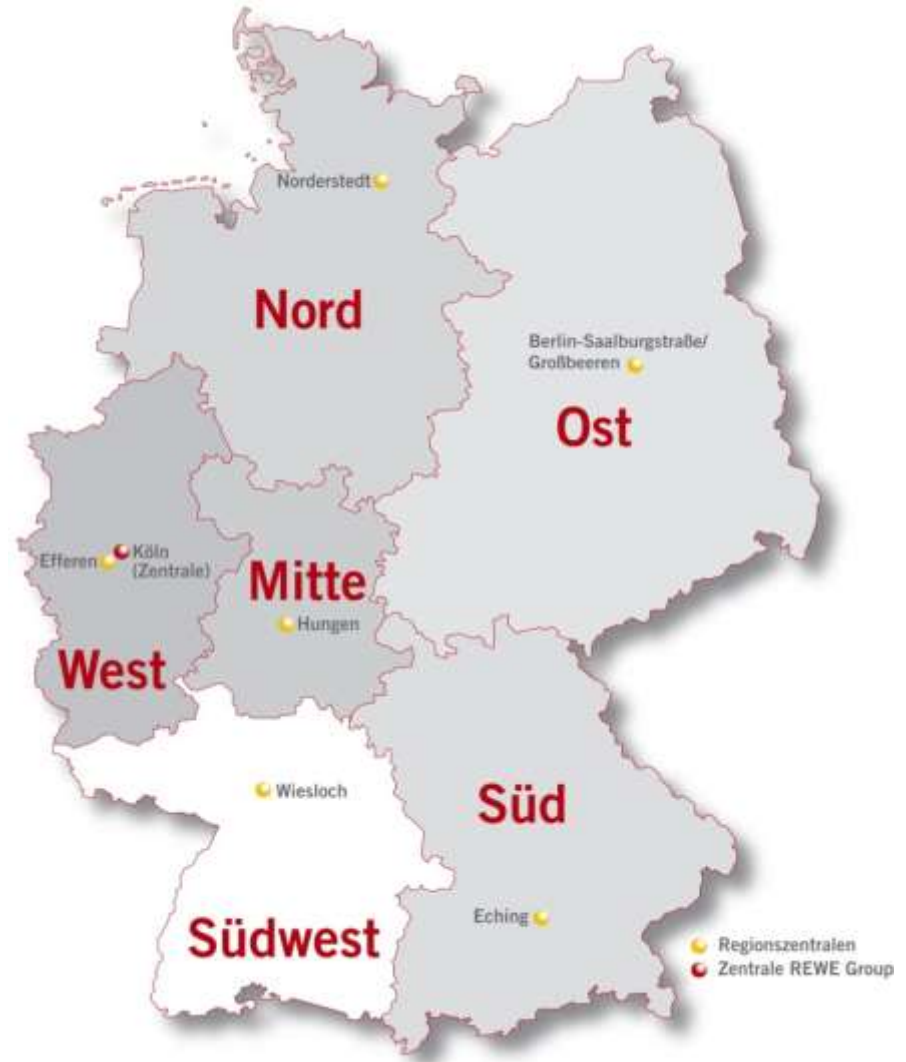 Norderstedt
Nord
Berlin-Saalburgstraße/
Großbeeren
Ost
Efferen
Köln
(Zentrale)
Mitte
Hungen
West
Wiesloch
Süd
Südwest
Eching
Regionszentralen
Zentrale REWE Group